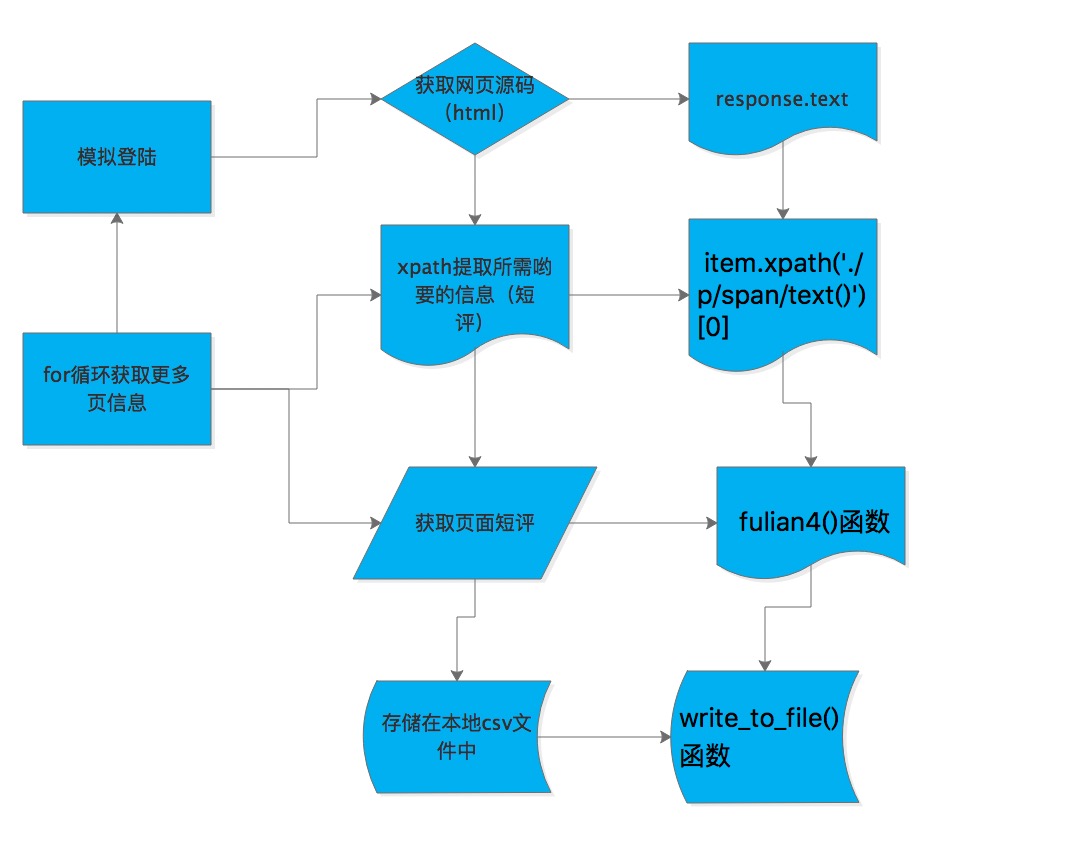 获取网页源码
（html）
response.text
模拟登陆
xpath提取所需哟
要的信息（短
评）
item.xpath('./
p/span/text()')
[0]
for循环获取更多
页信息
获取页面短评
fulian4()函数
存储在本地csv文
件中
write_to_file()
函数